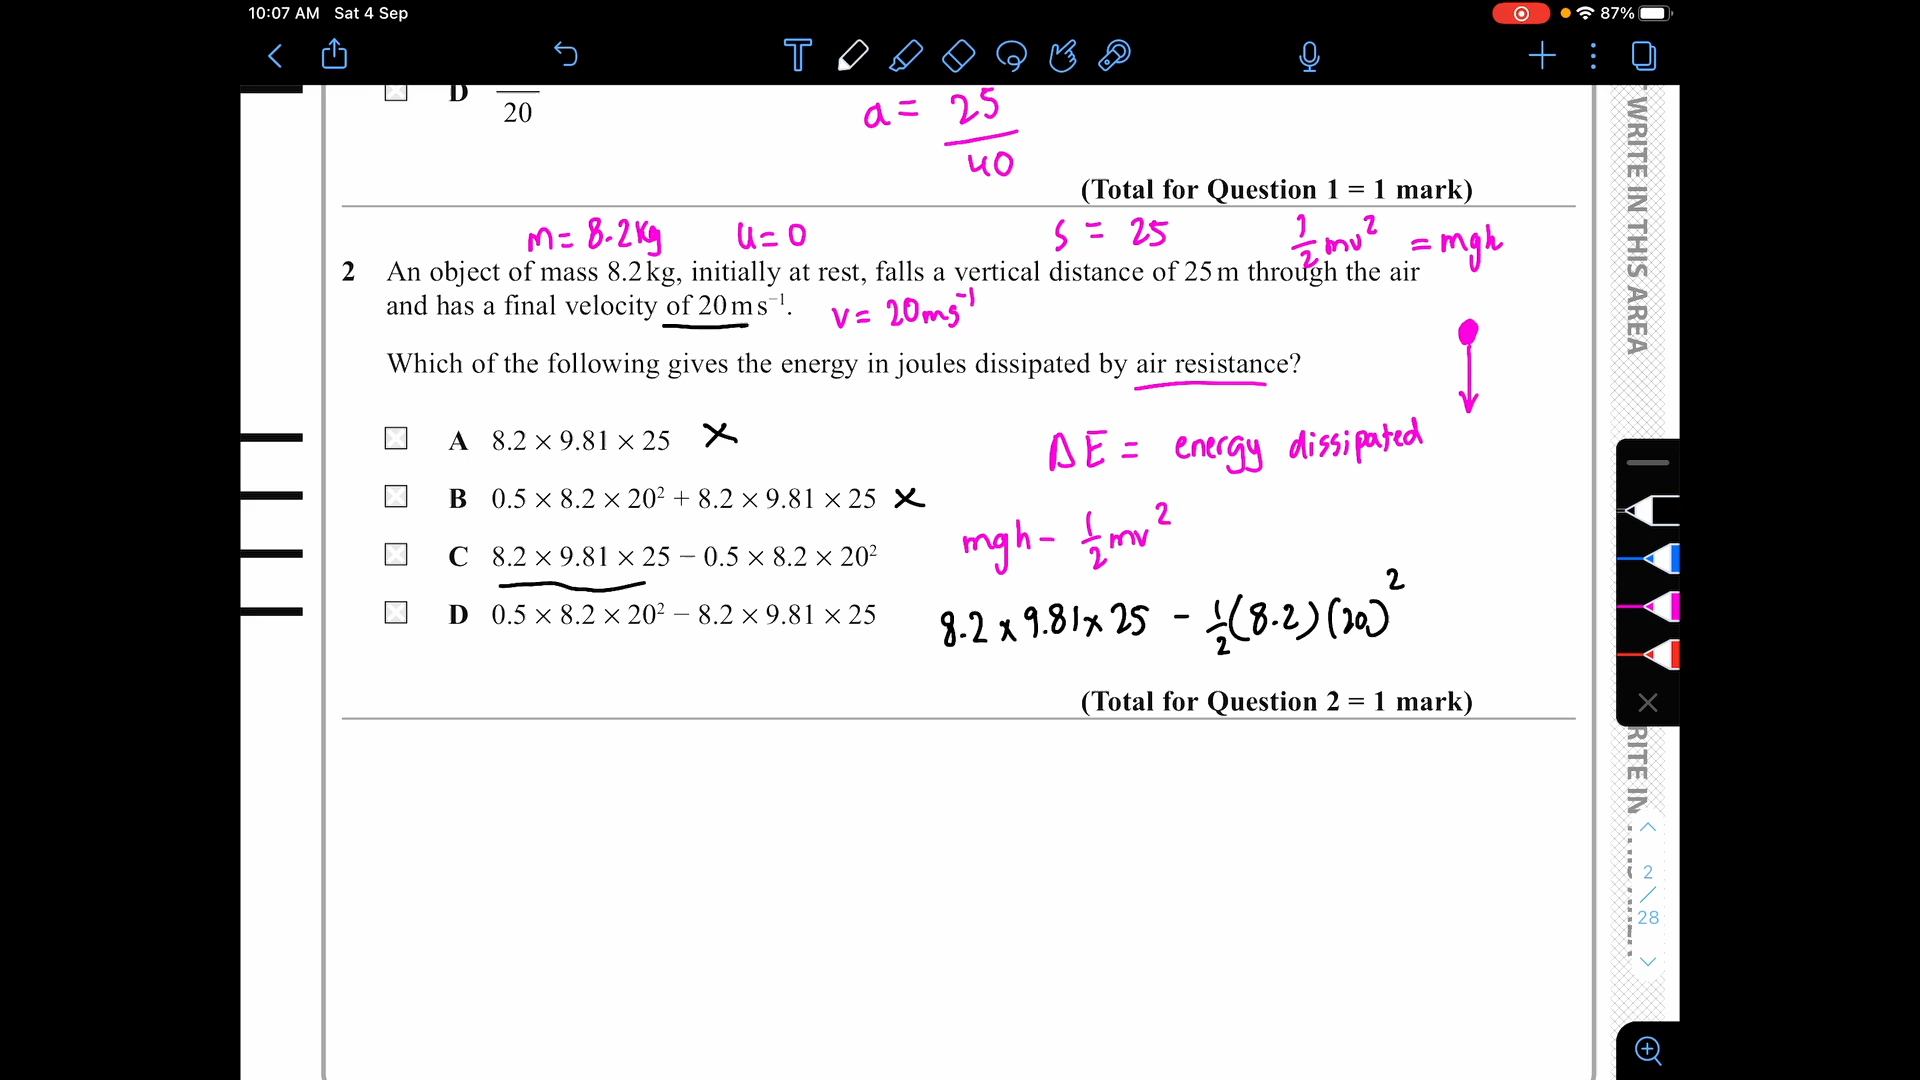 10:07 AM Sat 4 Sep
87%
T
D
20
a = 25/40
(Total for Question 1 = 1 mark)
m = 8.2kg u = 0 s = 25 ½mv² = mgh
2 An object of mass 8.2 kg, initially at rest, falls a vertical distance of 25 m through the air
and has a final velocity of 20 m s⁻¹. v = 20ms⁻¹
Which of the following gives the energy in joules dissipated by air resistance?
A 8.2 × 9.81 × 25 ×
ΔE = energy dissipated
B 0.5 × 8.2 × 20² + 8.2 × 9.81 × 25 ×
mgh - ½mv²
C 8.2 × 9.81 × 25 − 0.5 × 8.2 × 20²
D 0.5 × 8.2 × 20² − 8.2 × 9.81 × 25
8.2 × 9.81 × 25 - ½(8.2)(20)²
(Total for Question 2 = 1 mark)
WRITE IN THIS AREA
RITE IN
2
/
28